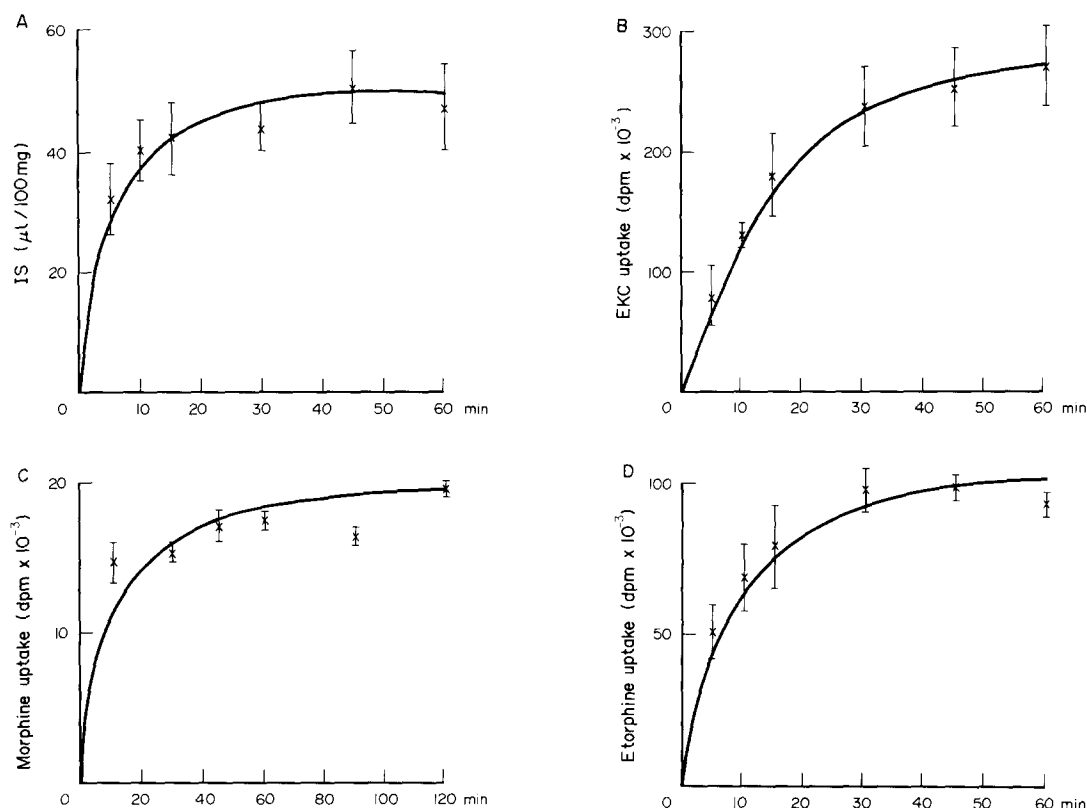 A
IS (µl/100mg)
60
40
20
0
10 20 30 40 50 60 min
B
EKC uptake (dpm x 10⁻³)
300
200
100
0
10 20 30 40 50 60 min
C
Morphine uptake (dpm x 10⁻³)
20
10
0
20 40 60 80 100 120 min
D
Etorphine uptake (dpm x 10⁻³)
100
50
0
10 20 30 40 50 60 min